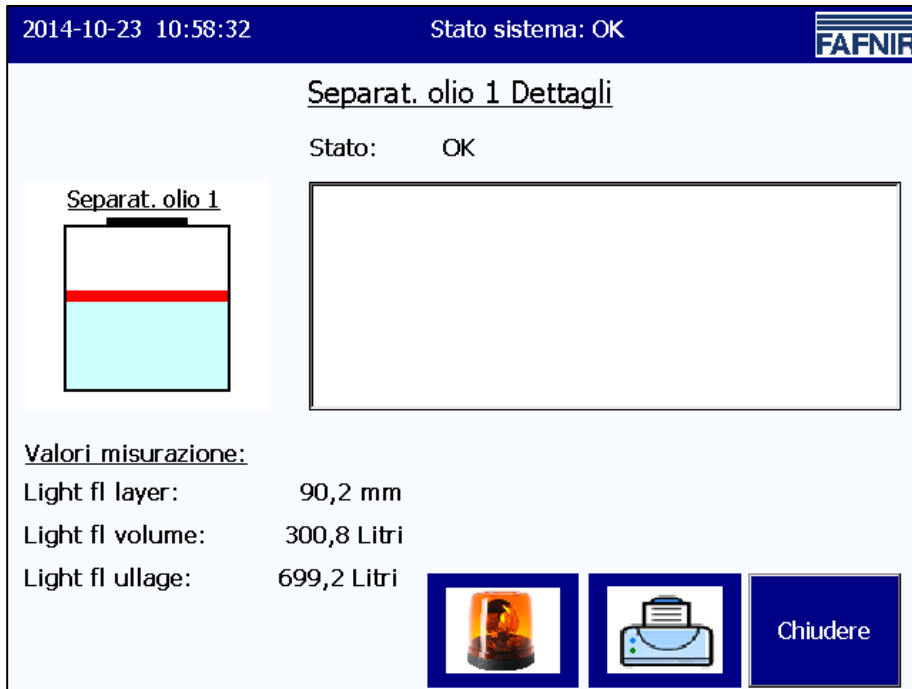 2014-10-23 10:58:32 Stato sistema: OK FAFNIR
Separat. olio 1 Dettagli
Stato: OK
Separat. olio 1
Valori misurazione:
Light fl layer: 90,2 mm
Light fl volume: 300,8 Litri
Light fl ullage: 699,2 Litri
Chiudere